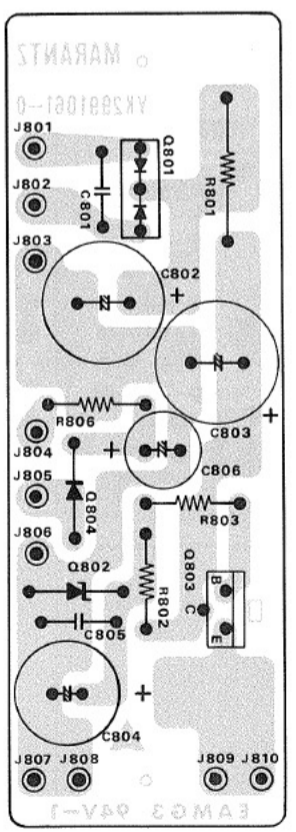 MARANTZ
YK2991061-0
J801
Q801
J802
C801
R801
J803
C802
+
C803
+
R806
J804
+
C806
J805
Q804
R803
J806
Q802
R802
Q803
B
C
E
C805
+
C804
J807 J808
J809 J810
EAMG3 94V-1